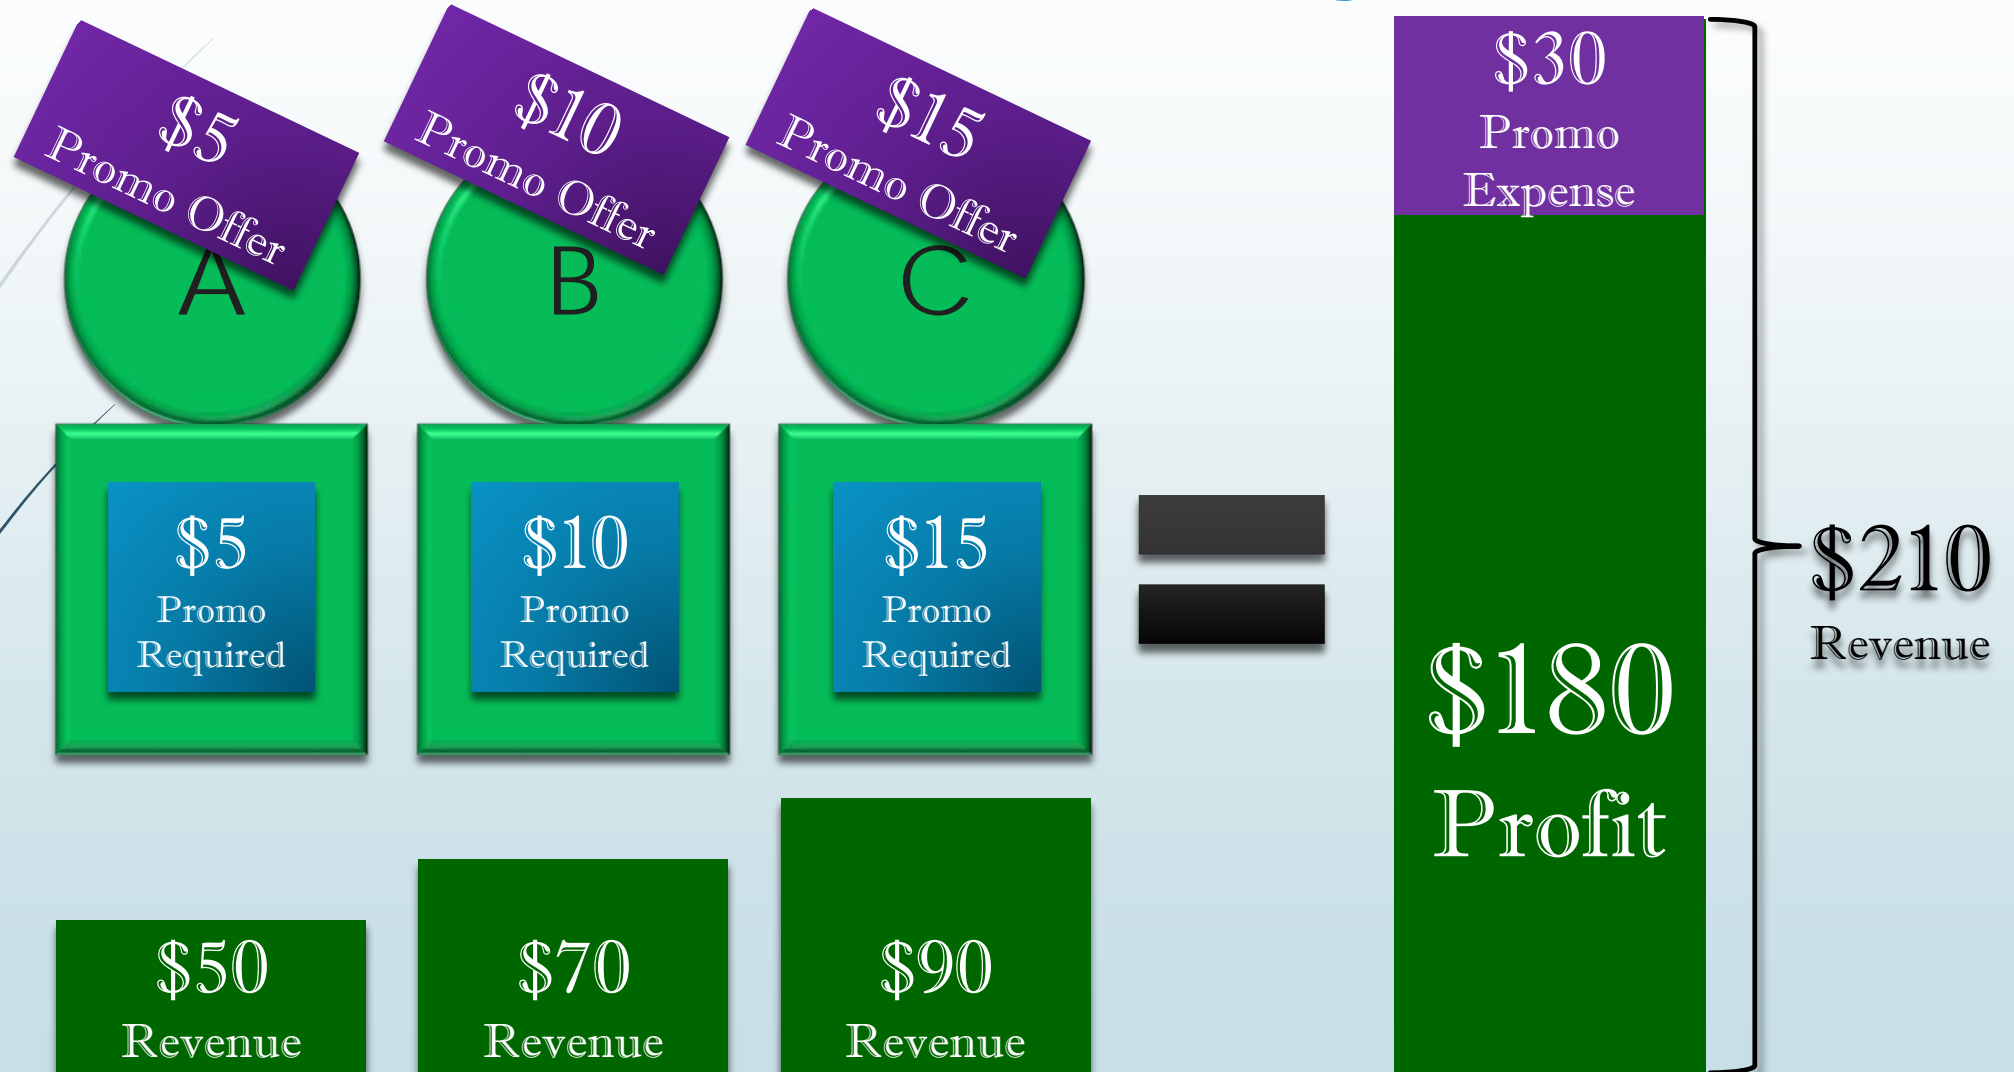 $5
Promo Offer
A
$5
Promo
Required
$50
Revenue
$10
Promo Offer
B
$10
Promo
Required
$70
Revenue
$15
Promo Offer
C
$15
Promo
Required
$90
Revenue
$30
Promo
Expense
$180
Profit
$210
Revenue